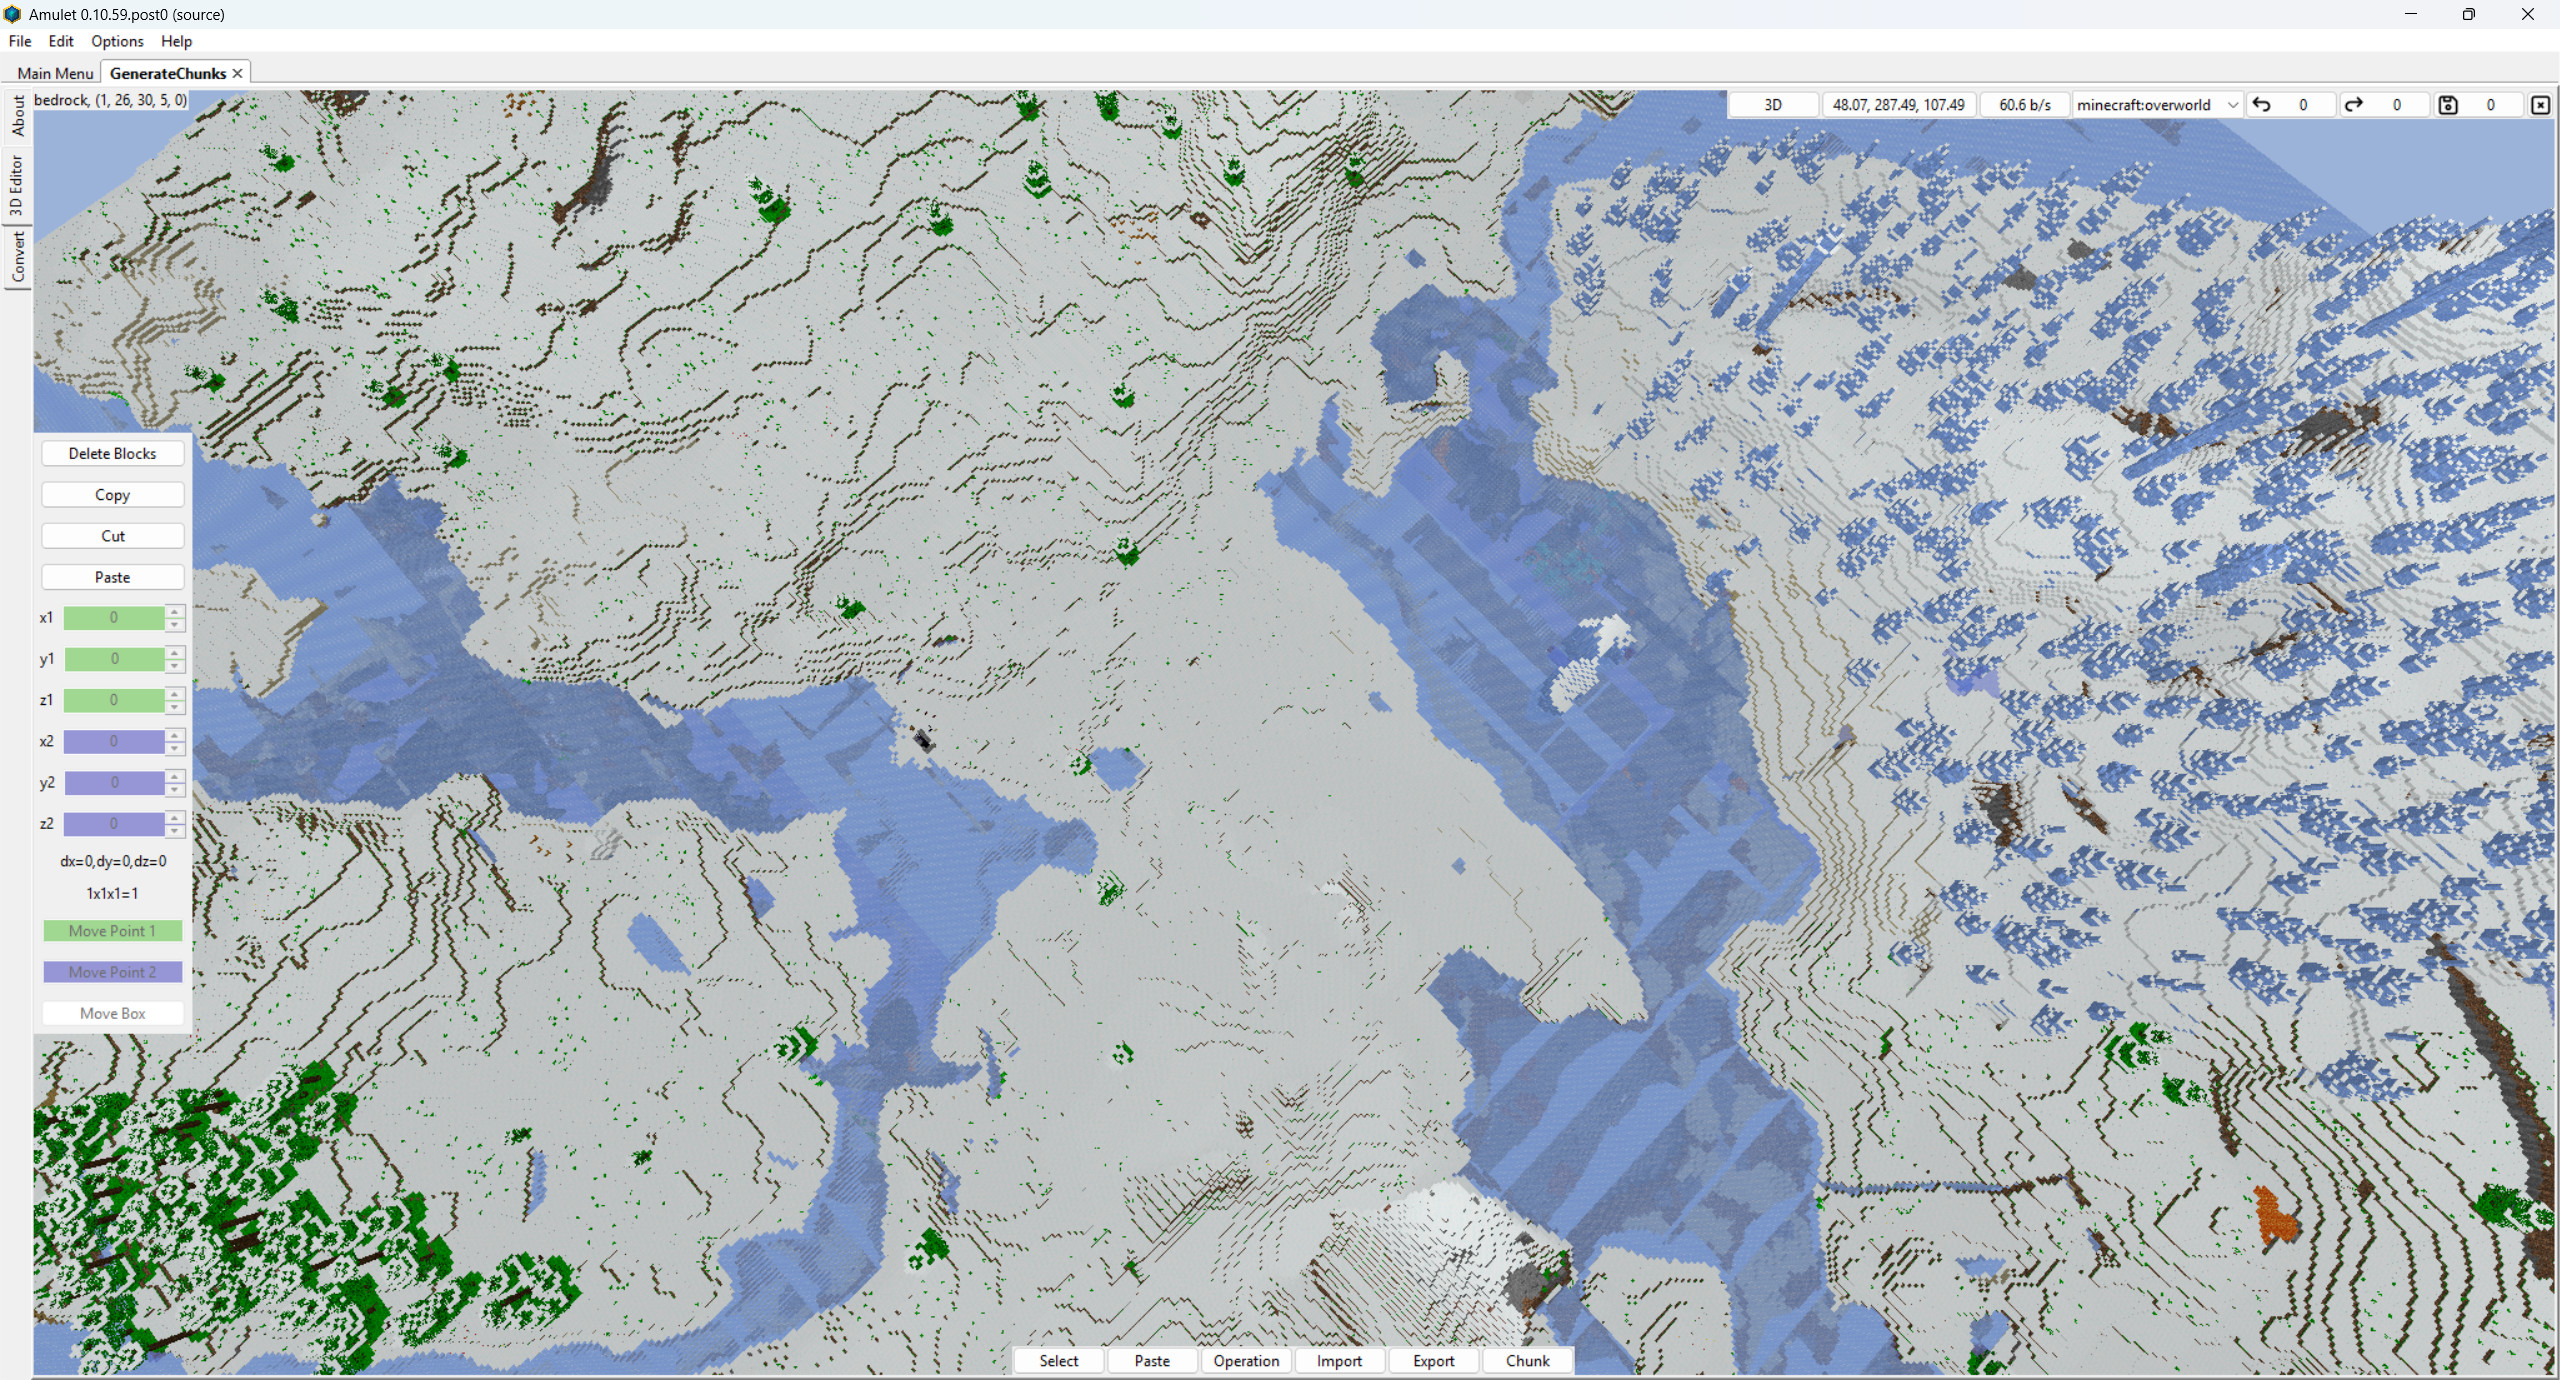 Amulet 0.10.59.post0 (source)
File Edit Options Help
Main Menu GenerateChunks
About
3D Editor
Convert
bedrock, (1, 26, 30, 5, 0)
3D 48.07, 287.49, 107.49 60.6 b/s minecraft:overworld 0 0 0
Delete Blocks
Copy
Cut
Paste
x1 0
y1 0
z1 0
x2 0
y2 0
z2 0
dx=0,dy=0,dz=0
1x1x1=1
Move Point 1
Move Point 2
Move Box
Select Paste Operation Import Export Chunk